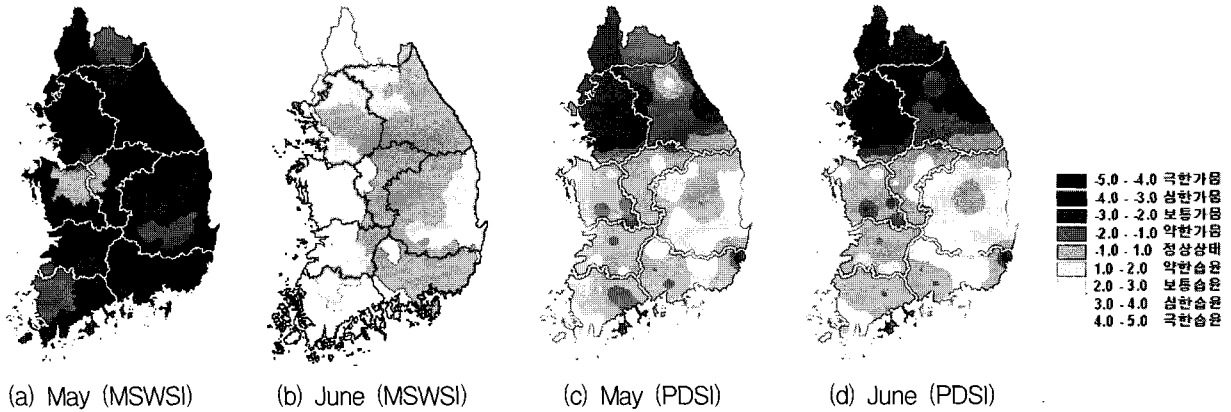 -5.0 - -4.0 극한가뭄
-4.0 - -3.0 심한가뭄
-3.0 - -2.0 보통가뭄
-2.0 - -1.0 약한가뭄
-1.0 - 1.0 정상상태
1.0 - 2.0 약한습윤
2.0 - 3.0 보통습윤
3.0 - 4.0 심한습윤
4.0 - 5.0 극한습윤
(a) May (MSWSI)
(b) June (MSWSI)
(c) May (PDSI)
(d) June (PDSI)